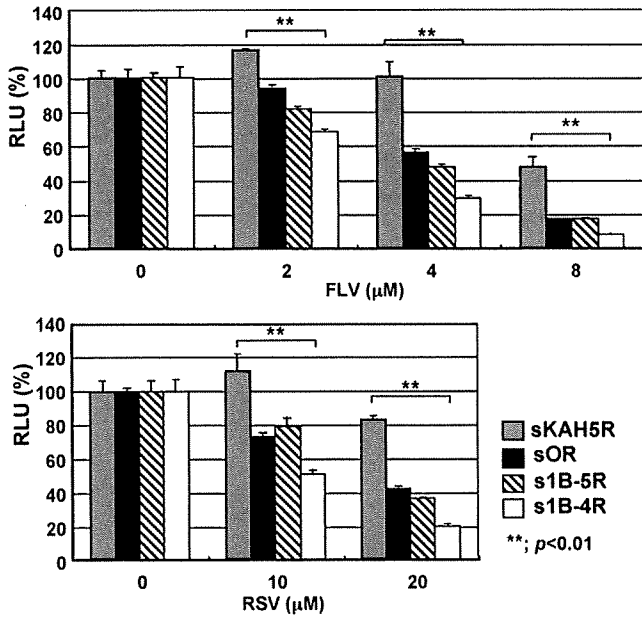 140
120
100
80
60
40
20
0
RLU (%)
**
**
**
0 2 4 8
FLV (µM)
140
120
100
80
60
40
20
0
RLU (%)
**
**
0 10 20
RSV (µM)
sKAH5R
sOR
s1B-5R
s1B-4R
**; p<0.01